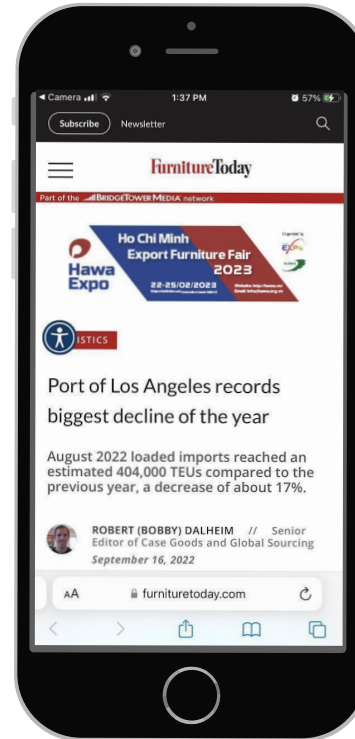 Camera
1:37 PM
57%
Subscribe
Newsletter
FurnitureToday
Part of the BRIDGETOWER MEDIA network
Hawa
Expo
Ho Chi Minh
Export Furniture Fair
2023
22-25/02/2023
Organized by
ISTICS
Port of Los Angeles records
biggest decline of the year
August 2022 loaded imports reached an
estimated 404,000 TEUs compared to the
previous year, a decrease of about 17%.
ROBERT (BOBBY) DALHEIM // Senior
Editor of Case Goods and Global Sourcing
September 16, 2022
AA
furnituretoday.com